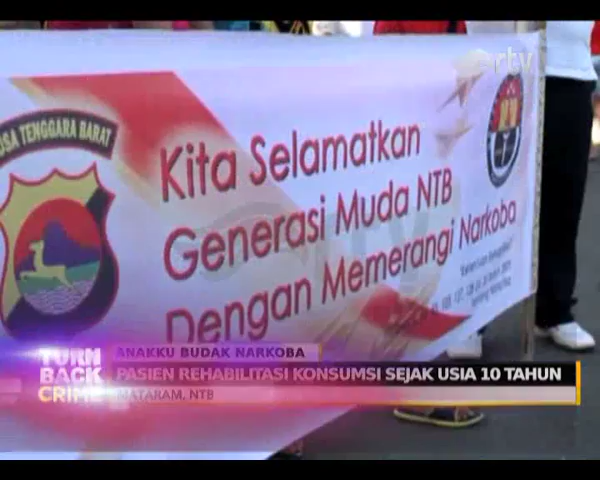 rtv
USA TENGGARA BARAT
Kita Selamatkan
Generasi Muda NTB
Dengan Memerangi Narkoba
ANAKKU BUDAK NARKOBA
TURN
BACK
CRIME
PASIEN REHABILITASI KONSUMSI SEJAK USIA 10 TAHUN
MATARAM, NTB